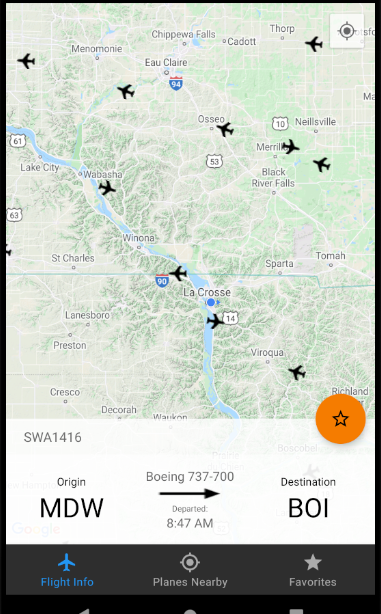 Chippewa Falls
Thorp
Cadott
Menomonie
Eau Claire
94
Osseo
10
Neillsville
61
Merril
53
Lake City
Wabasha
Black
River Falls
63
Winona
Tomah
St Charles
Sparta
90
La Crosse
Lanesboro
14
Preston
Viroqua
Cresco
Richland
Decorah
Waukon
SWA1416
Boscobel
Origin
Boeing 737-700
Destination
MDW
Departed:
BOI
8:47 AM
Google
Flight Info
Planes Nearby
Favorites